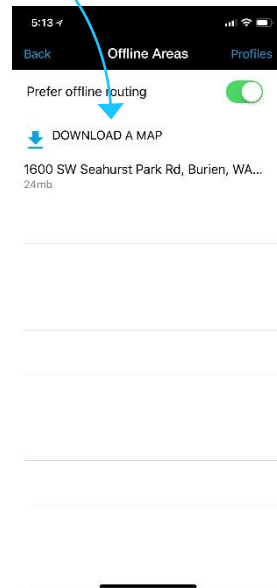 5:13
Back Offline Areas Profiles
Prefer offline routing
DOWNLOAD A MAP
1600 SW Seahurst Park Rd, Burien, WA...
24mb